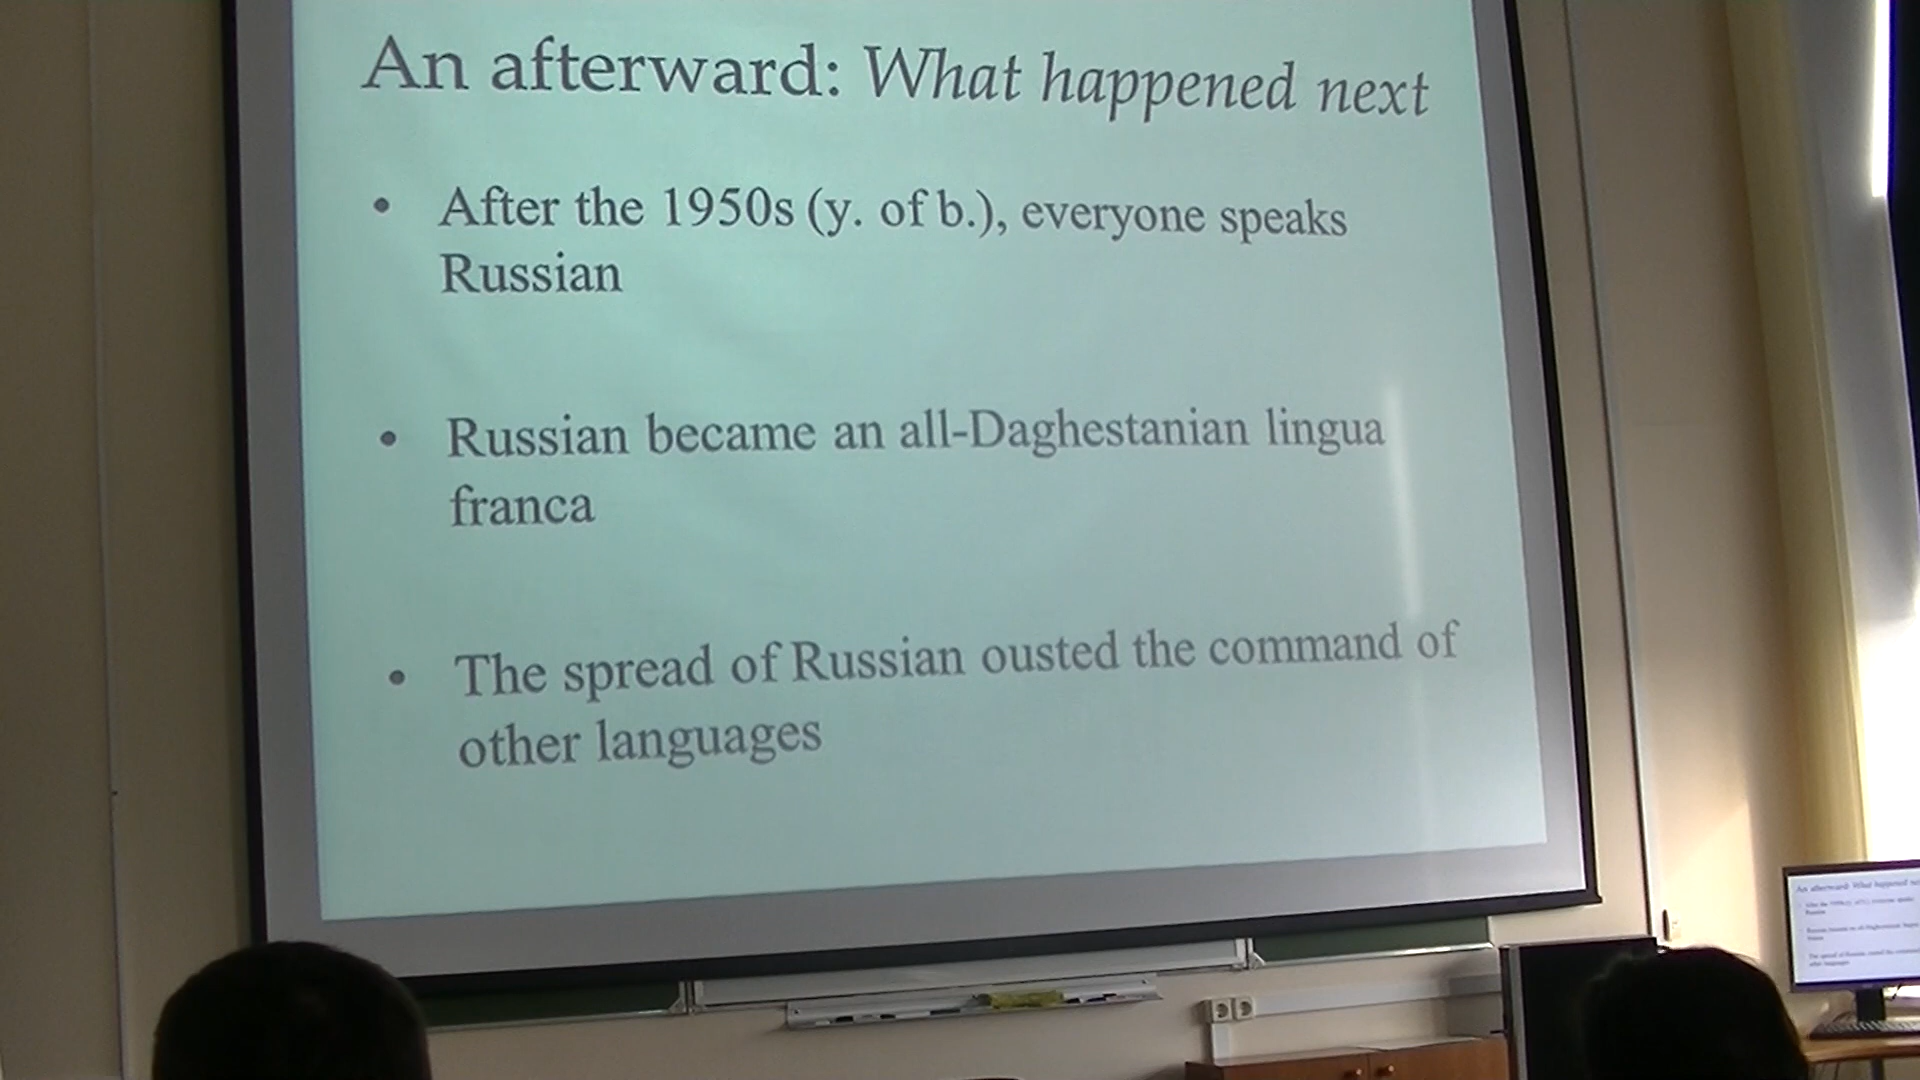 An afterward: What happened next
• After the 1950s (y. of b.), everyone speaks
Russian
• Russian became an all-Daghestanian lingua
franca
• The spread of Russian ousted the command of
other languages